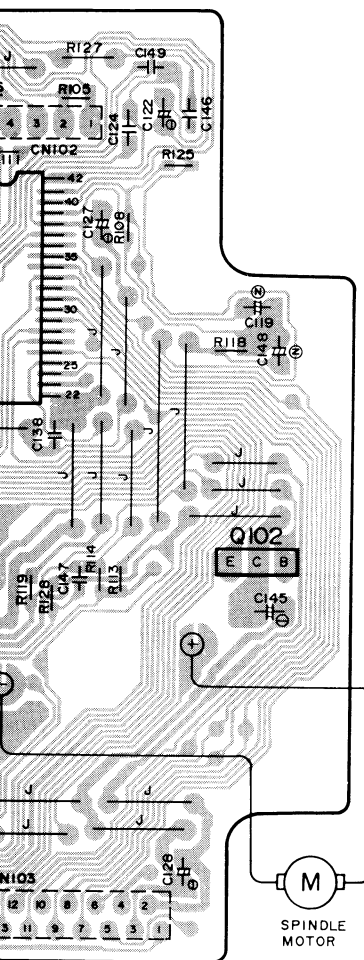 R127
C149
J
R105
4 3 2 1
CN102
C124
C122
C146
R125
42
40
C127
R108
35
30
N
C119
J
J
R118
C148
N
25
22
C138
J
J
J
J
J
J
J
J
Q102
E C B
R114
C147
R113
R119
R128
C145
J
J
J
J
C128
N103
M
12 10 8 6 4 2
3 11 9 7 5 3 1
SPINDLE
MOTOR